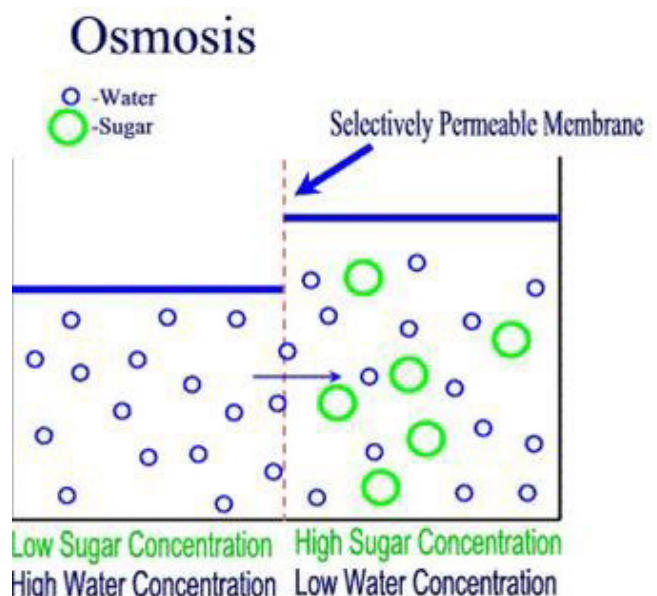 Osmosis
-Water
-Sugar
Selectively Permeable Membrane
Low Sugar Concentration
High Sugar Concentration
High Water Concentration
Low Water Concentration